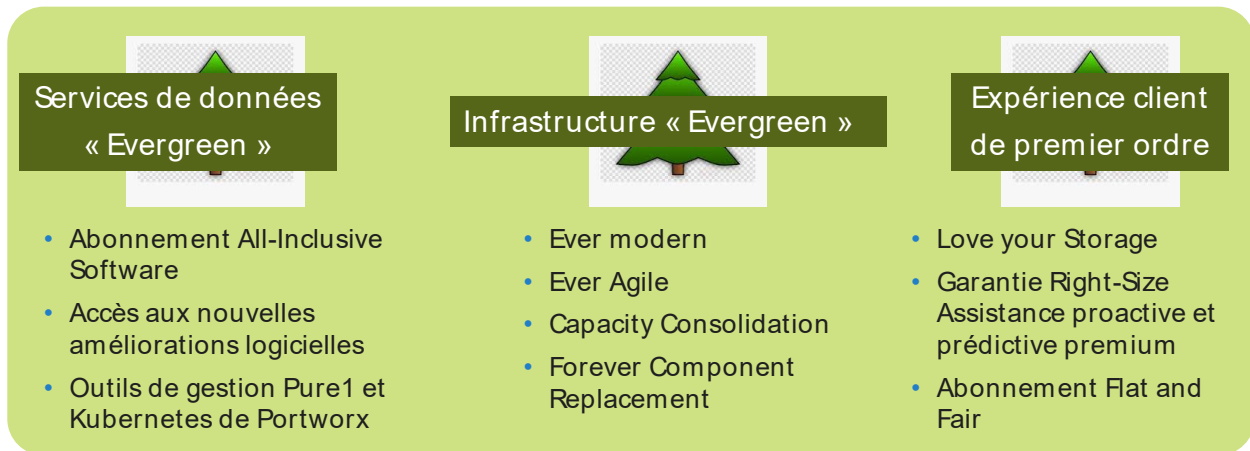 Services de données
« Evergreen »
• Abonnement All-Inclusive
Software
• Accès aux nouvelles
améliorations logicielles
• Outils de gestion Pure1 et
Kubernetes de Portworx
Infrastructure « Evergreen »
• Ever modern
• Ever Agile
• Capacity Consolidation
• Forever Component
Replacement
Expérience client
de premier ordre
• Love your Storage
• Garantie Right-Size
Assistance proactive et
prédictive premium
• Abonnement Flat and
Fair